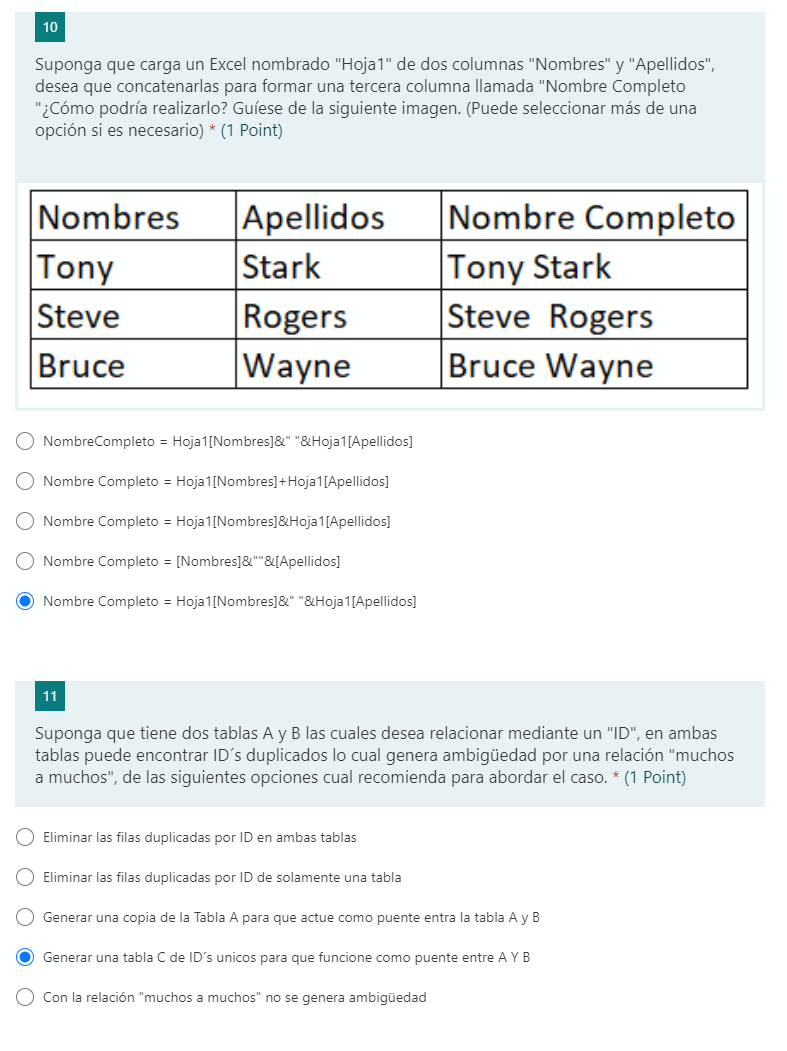 10
Suponga que carga un Excel nombrado "Hoja1" de dos columnas "Nombres" y "Apellidos",
desea que concatenarlas para formar una tercera columna llamada "Nombre Completo
"¿Cómo podría realizarlo? Guíese de la siguiente imagen. (Puede seleccionar más de una
opción si es necesario) * (1 Point)
Nombres Apellidos Nombre Completo
Tony Stark Tony Stark
Steve Rogers Steve  Rogers
Bruce Wayne Bruce Wayne
NombreCompleto = Hoja1[Nombres]&" "&Hoja1[Apellidos]
Nombre Completo = Hoja1[Nombres]+Hoja1[Apellidos]
Nombre Completo = Hoja1[Nombres]&Hoja1[Apellidos]
Nombre Completo = [Nombres]&""&[Apellidos]
Nombre Completo = Hoja1[Nombres]&" "&Hoja1[Apellidos]
11
Suponga que tiene dos tablas A y B las cuales desea relacionar mediante un "ID", en ambas
tablas puede encontrar ID´s duplicados lo cual genera ambigüedad por una relación "muchos
a muchos", de las siguientes opciones cual recomienda para abordar el caso. * (1 Point)
Eliminar las filas duplicadas por ID en ambas tablas
Eliminar las filas duplicadas por ID de solamente una tabla
Generar una copia de la Tabla A para que actue como puente entra la tabla A y B
Generar una tabla C de ID´s unicos para que funcione como puente entre A Y B
Con la relación "muchos a muchos" no se genera ambigüedad